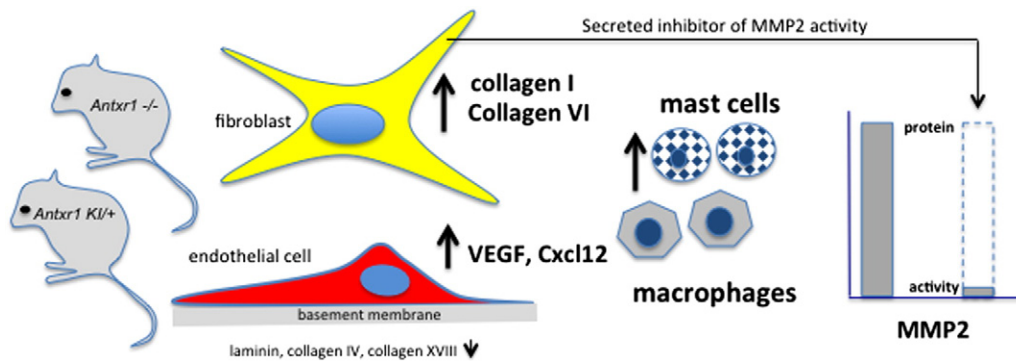 Secreted inhibitor of MMP2 activity
Antxr1 -/-
fibroblast
collagen I
Collagen VI
mast cells
protein
Antxr1 KI/+
endothelial cell
VEGF, Cxcl12
macrophages
activity
basement membrane
MMP2
laminin, collagen IV, collagen XVIII